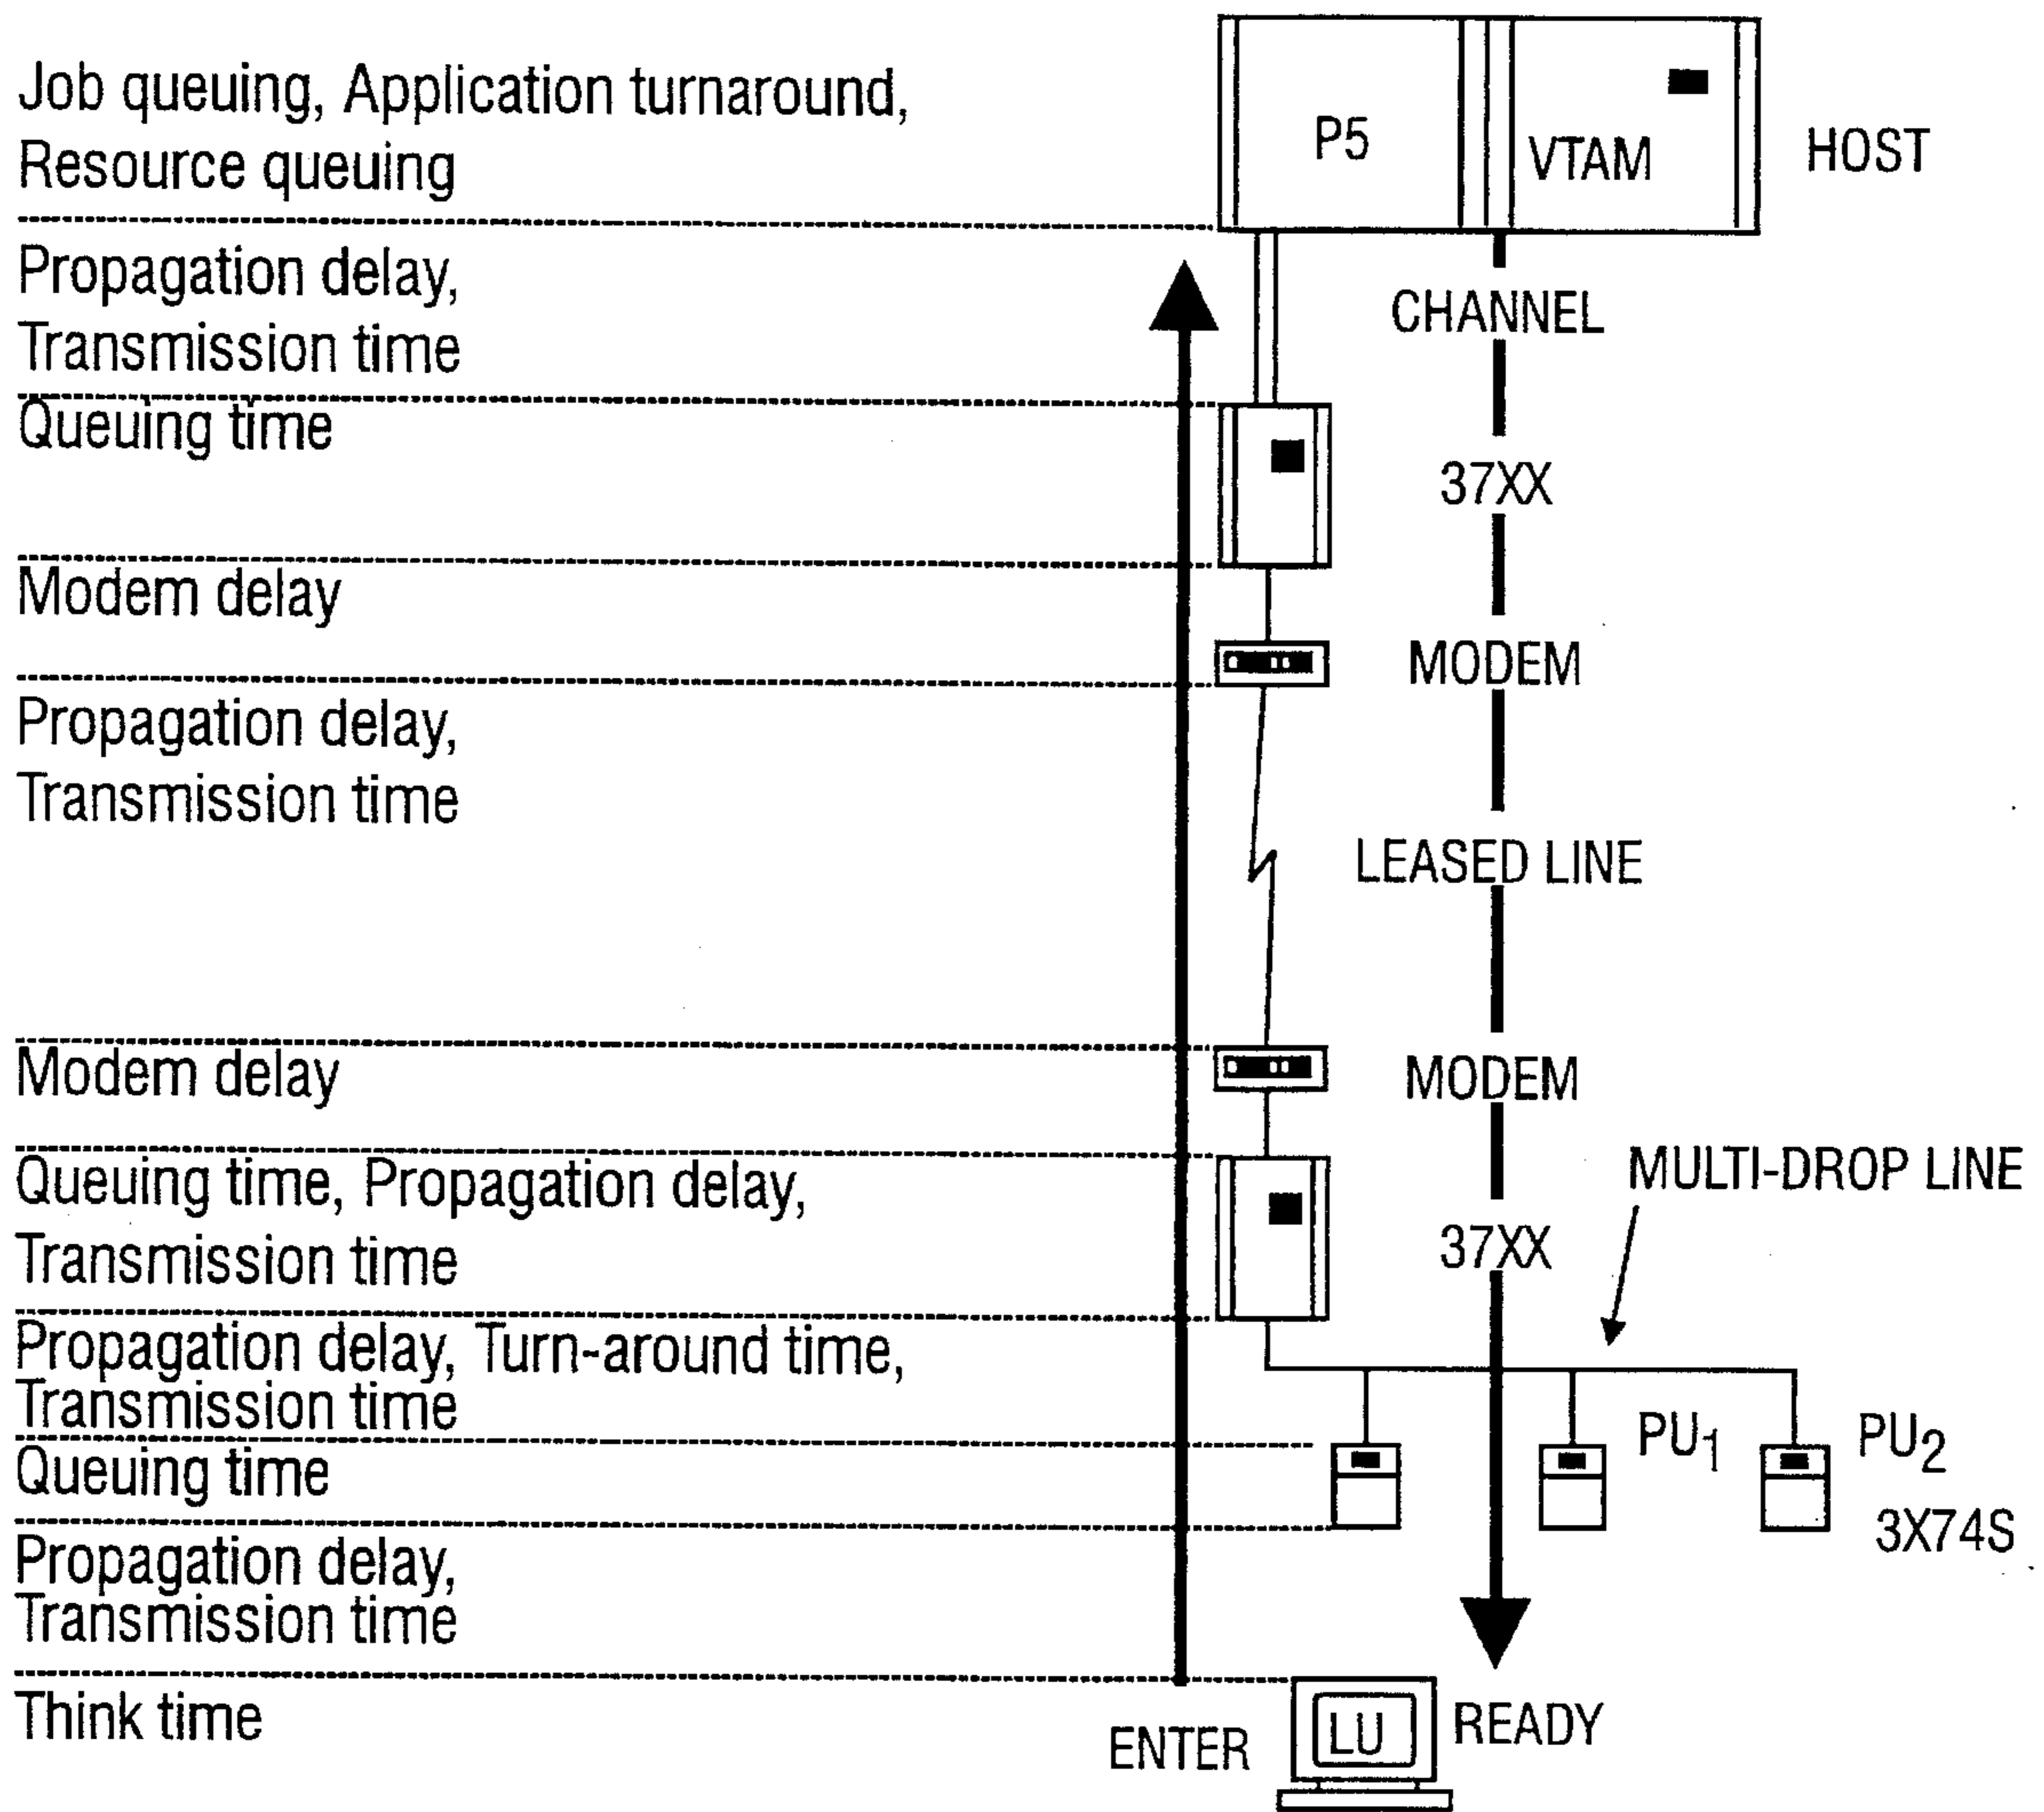 Job queuing, Application turnaround,
Resource queuing
P5
VTAM
HOST
Propagation delay,
Transmission time
CHANNEL
Queuing time
37XX
Modem delay
MODEM
Propagation delay,
Transmission time
LEASED LINE
Modem delay
MODEM
Queuing time, Propagation delay,
Transmission time
MULTI-DROP LINE
37XX
Propagation delay, Turn-around time,
Transmission time
PU1
PU2
Queuing time
3X74S
Propagation delay,
Transmission time
Think time
ENTER
LU
READY